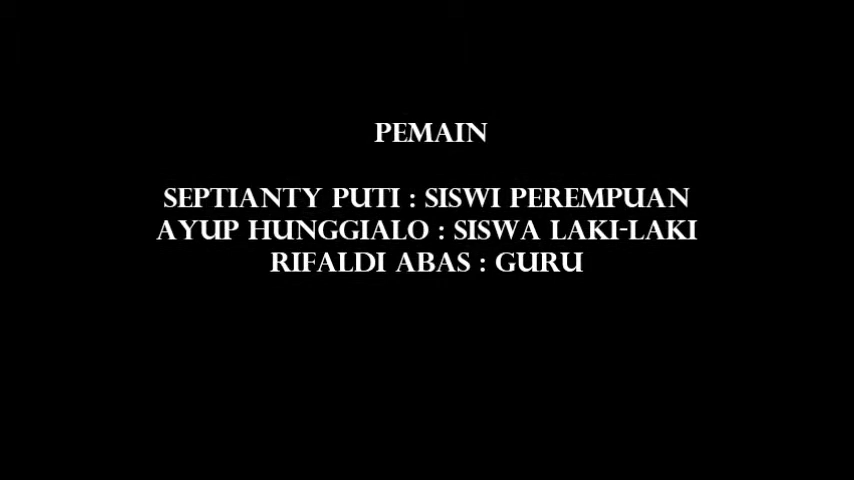 PEMAIN
SEPTIANTY PUTI : SISWI PEREMPUAN
AYUP HUNGGIALO : SISWA LAKI-LAKI
RIFALDI ABAS : GURU